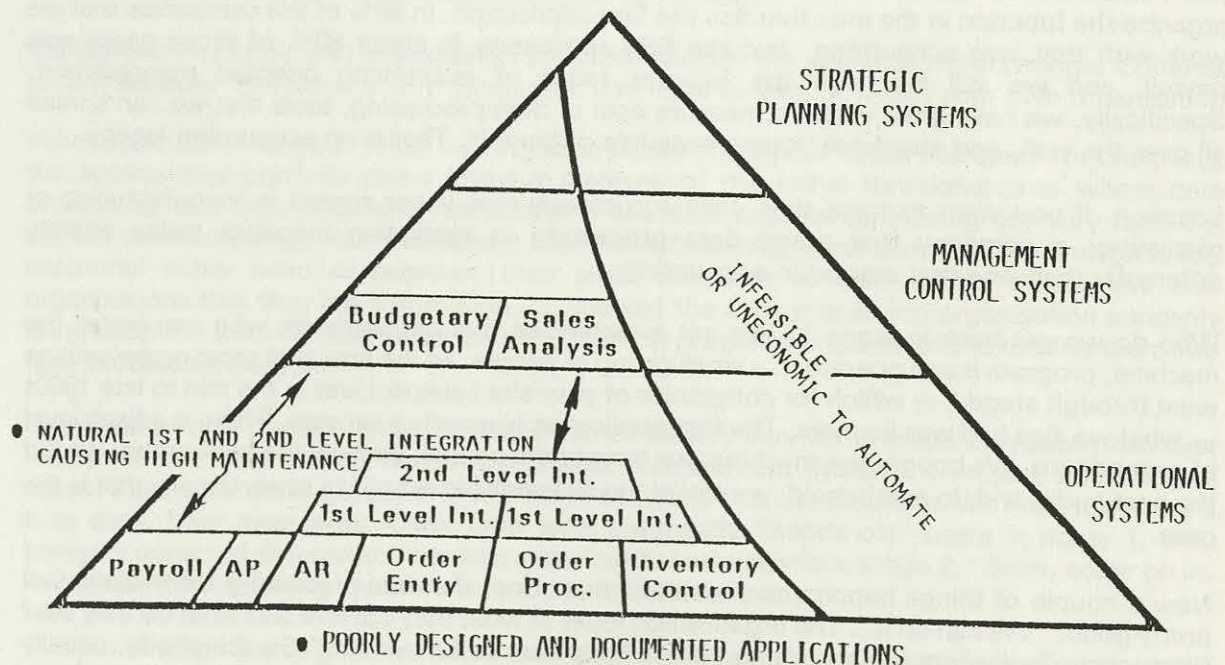 STRATEGIC
PLANNING SYSTEMS
MANAGEMENT
CONTROL SYSTEMS
INFEASIBLE
OR UNECONOMIC TO
AUTOMATE
Budgetary
Control
Sales
Analysis
• NATURAL 1ST AND 2ND LEVEL INTEGRATION
CAUSING HIGH MAINTENANCE
2nd Level Int.
OPERATIONAL
SYSTEMS
1st Level Int.
1st Level Int.
Payroll
AP
AR
Order
Entry
Order
Proc.
Inventory
Control
• POORLY DESIGNED AND DOCUMENTED APPLICATIONS